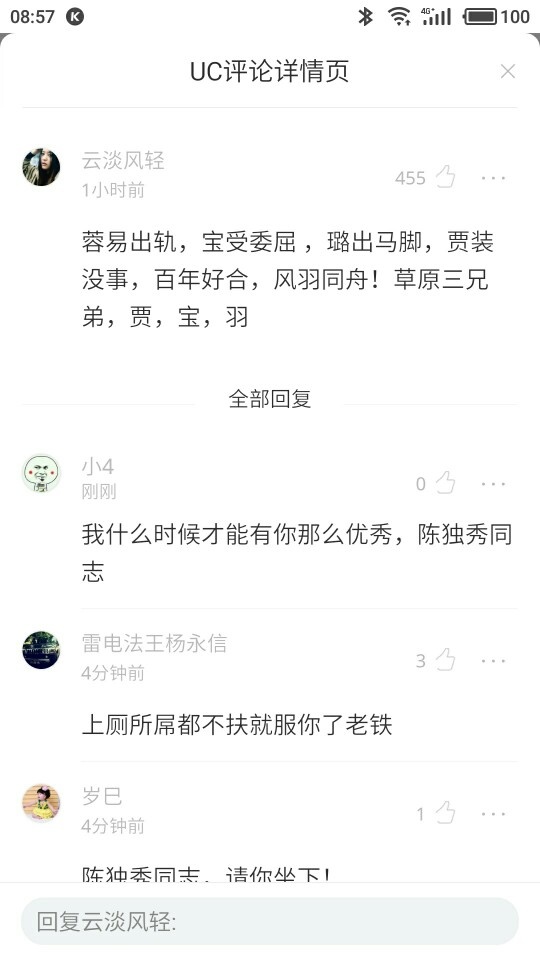 08:57 K 4G+ 100
UC评论详情页
云淡风轻
1小时前
455
蓉易出轨，宝受委屈 ，璐出马脚，贾装
没事，百年好合，风羽同舟！草原三兄
弟，贾，宝，羽
全部回复
小4
刚刚
0
我什么时候才能有你那么优秀，陈独秀同
志
雷电法王杨永信
4分钟前
3
上厕所屌都不扶就服你了老铁
岁巳
4分钟前
1
陈独秀同志，请你坐下！
回复云淡风轻: